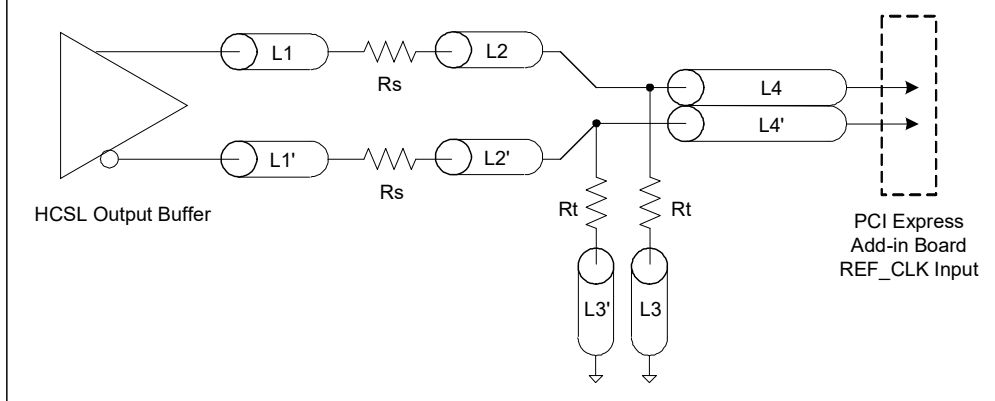 L1
Rs
L2
L4
L4'
L1'
Rs
L2'
HCSL Output Buffer
Rt
Rt
L3'
L3
PCI Express
Add-in Board
REF_CLK Input